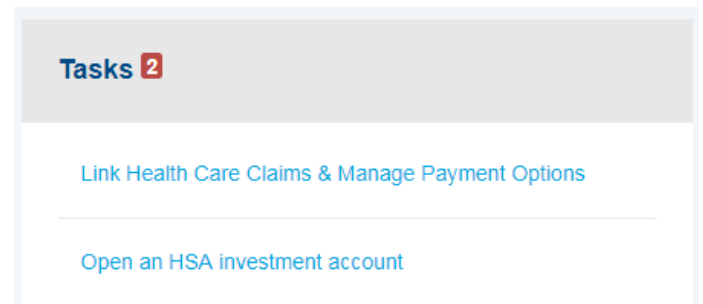 Tasks 2
Link Health Care Claims & Manage Payment Options
Open an HSA investment account